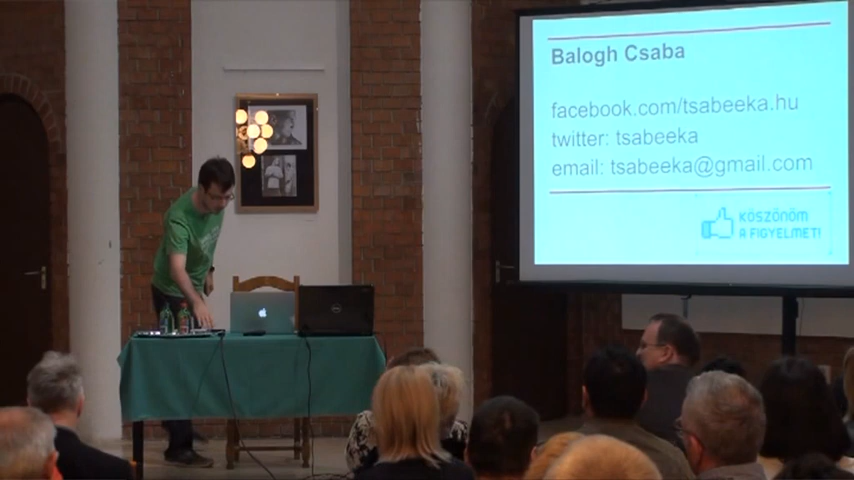 Balogh Csaba
facebook.com/tsabeeka.hu
twitter: tsabeeka
email: tsabeeka@gmail.com
KÖSZÖNÖM
A FIGYELMET!